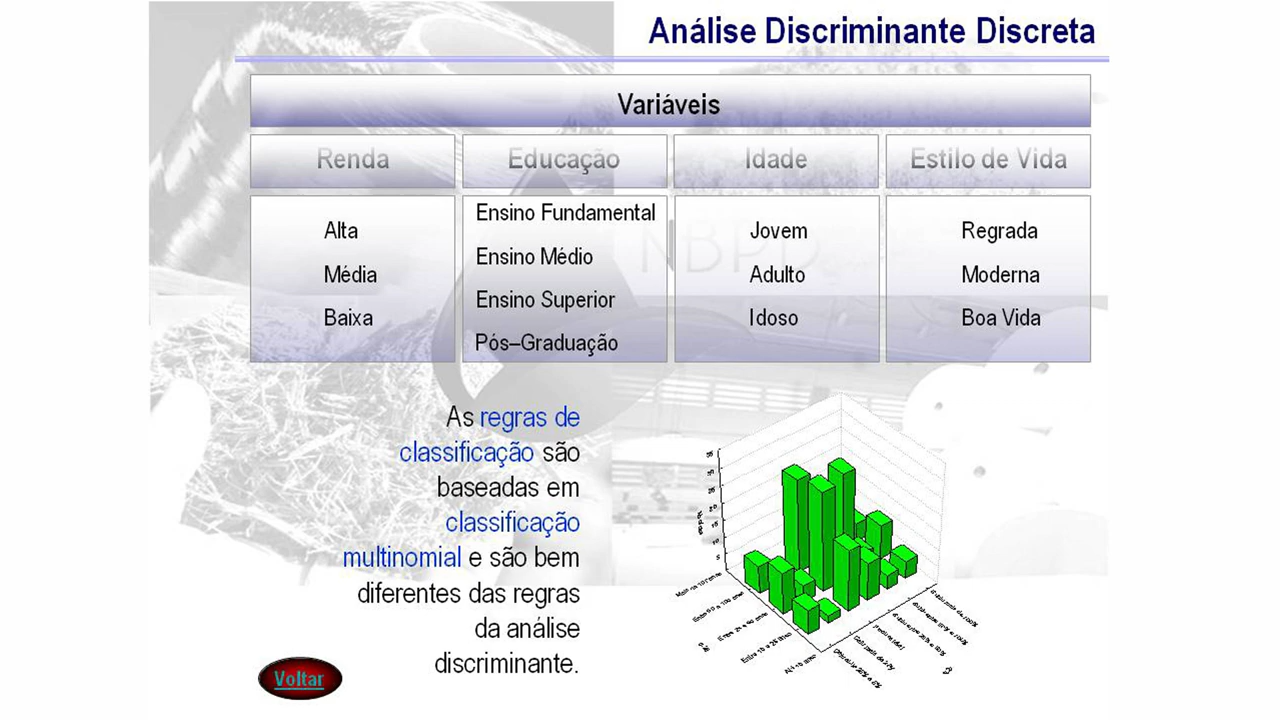 Análise Discriminante Discreta
Variáveis
Renda
Educação
Idade
Estilo de Vida
Alta
Média
Baixa
Ensino Fundamental
Ensino Médio
Ensino Superior
Pós–Graduação
Jovem
Adulto
Idoso
Regrada
Moderna
Boa Vida
NBPD
As regras de
classificação são
baseadas em
classificação
multinomial e são bem
diferentes das regras
da análise
discriminante.
Voltar